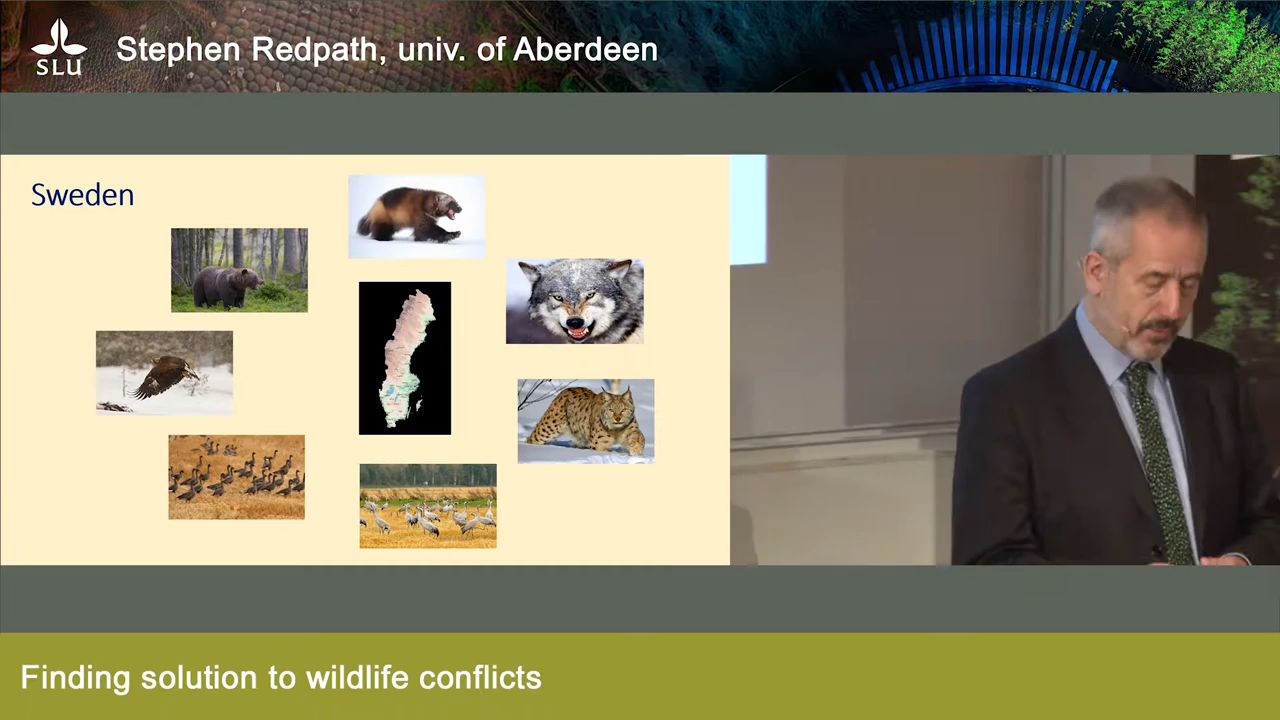 SLU
Stephen Redpath, univ. of Aberdeen
Sweden
Finding solution to wildlife conflicts